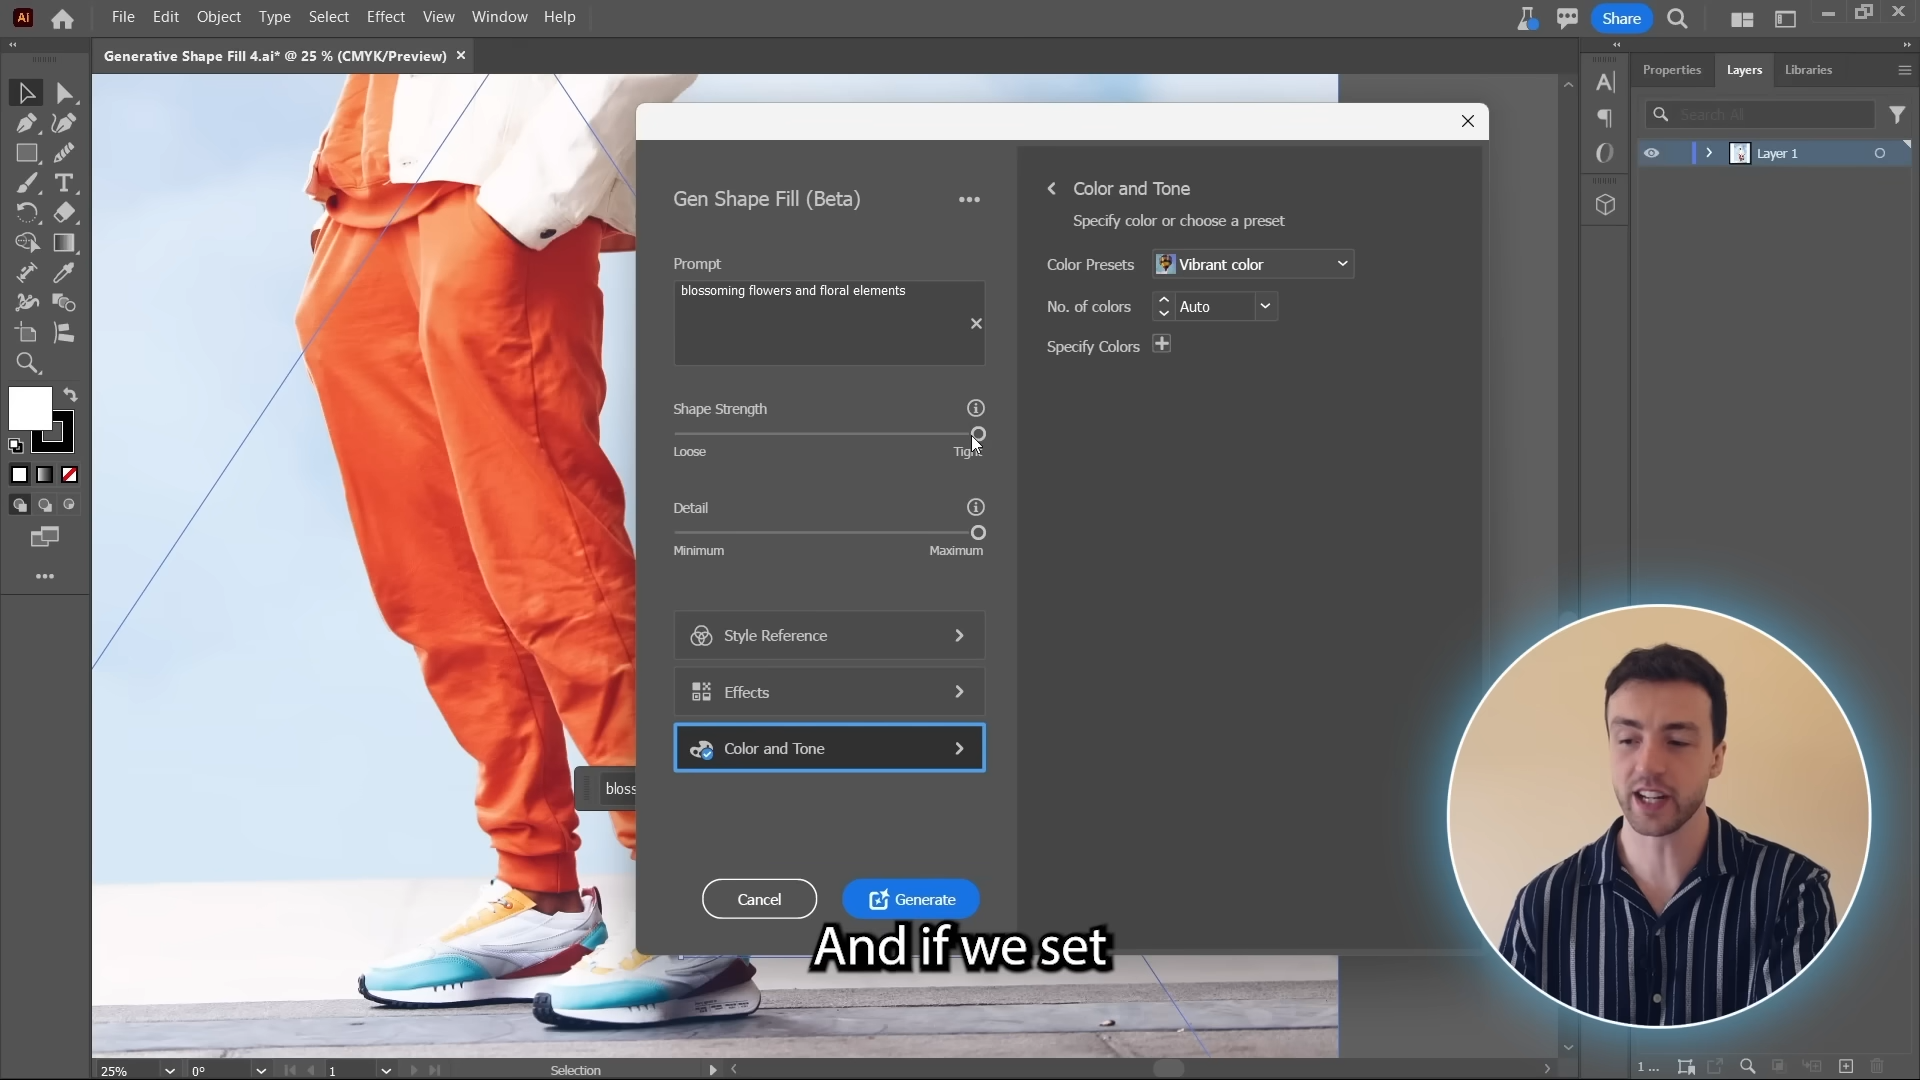 Ai
File Edit Object Type Select Effect View Window Help
Share
Generative Shape Fill 4.ai* @ 25 % (CMYK/Preview)
Properties Layers Libraries
Search All
Layer 1
Gen Shape Fill (Beta)
Prompt
blossoming flowers and floral elements
Shape Strength
Loose
Tight
Detail
Minimum
Maximum
Style Reference
Effects
Color and Tone
Cancel
Generate
Color and Tone
Specify color or choose a preset
Color Presets Vibrant color
No. of colors Auto
Specify Colors
bloss
And if we set
25% 0° 1 Selection
1 ...